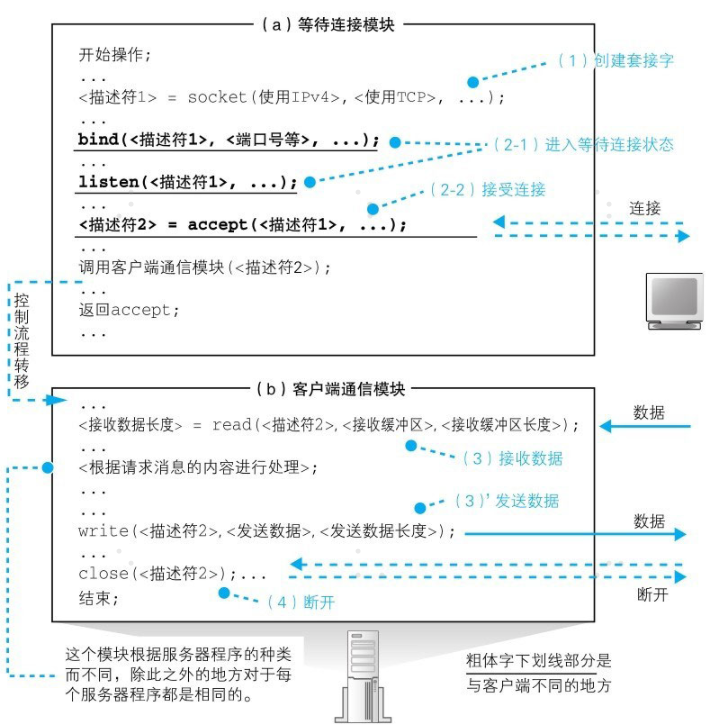 (a) 等待连接模块
开始操作;
...
(1) 创建套接字
<描述符1> = socket(使用IPv4>, <使用TCP>, ...);
...
bind(<描述符1>, <端口号等>, ...);
(2-1) 进入等待连接状态
...
listen(<描述符1>, ...);
(2-2) 接受连接
...
<描述符2> = accept(<描述符1>, ...);
连接
...
调用客户端通信模块(<描述符2>);
...
返回accept;
...
控制流程转移
(b) 客户端通信模块
...
<接收数据长度> = read(<描述符2>,<接收缓冲区>,<接收缓冲区长度>);
数据
...
(3) 接收数据
<根据请求消息的内容进行处理>;
...
(3)' 发送数据
...
write(<描述符2>,<发送数据>,<发送数据长度>);
数据
...
close(<描述符2>);...
断开
结束;
(4) 断开
这个模块根据服务器程序的种类
而不同，除此之外的地方对于每
个服务器程序都是相同的。
粗体字下划线部分是
与客户端不同的地方